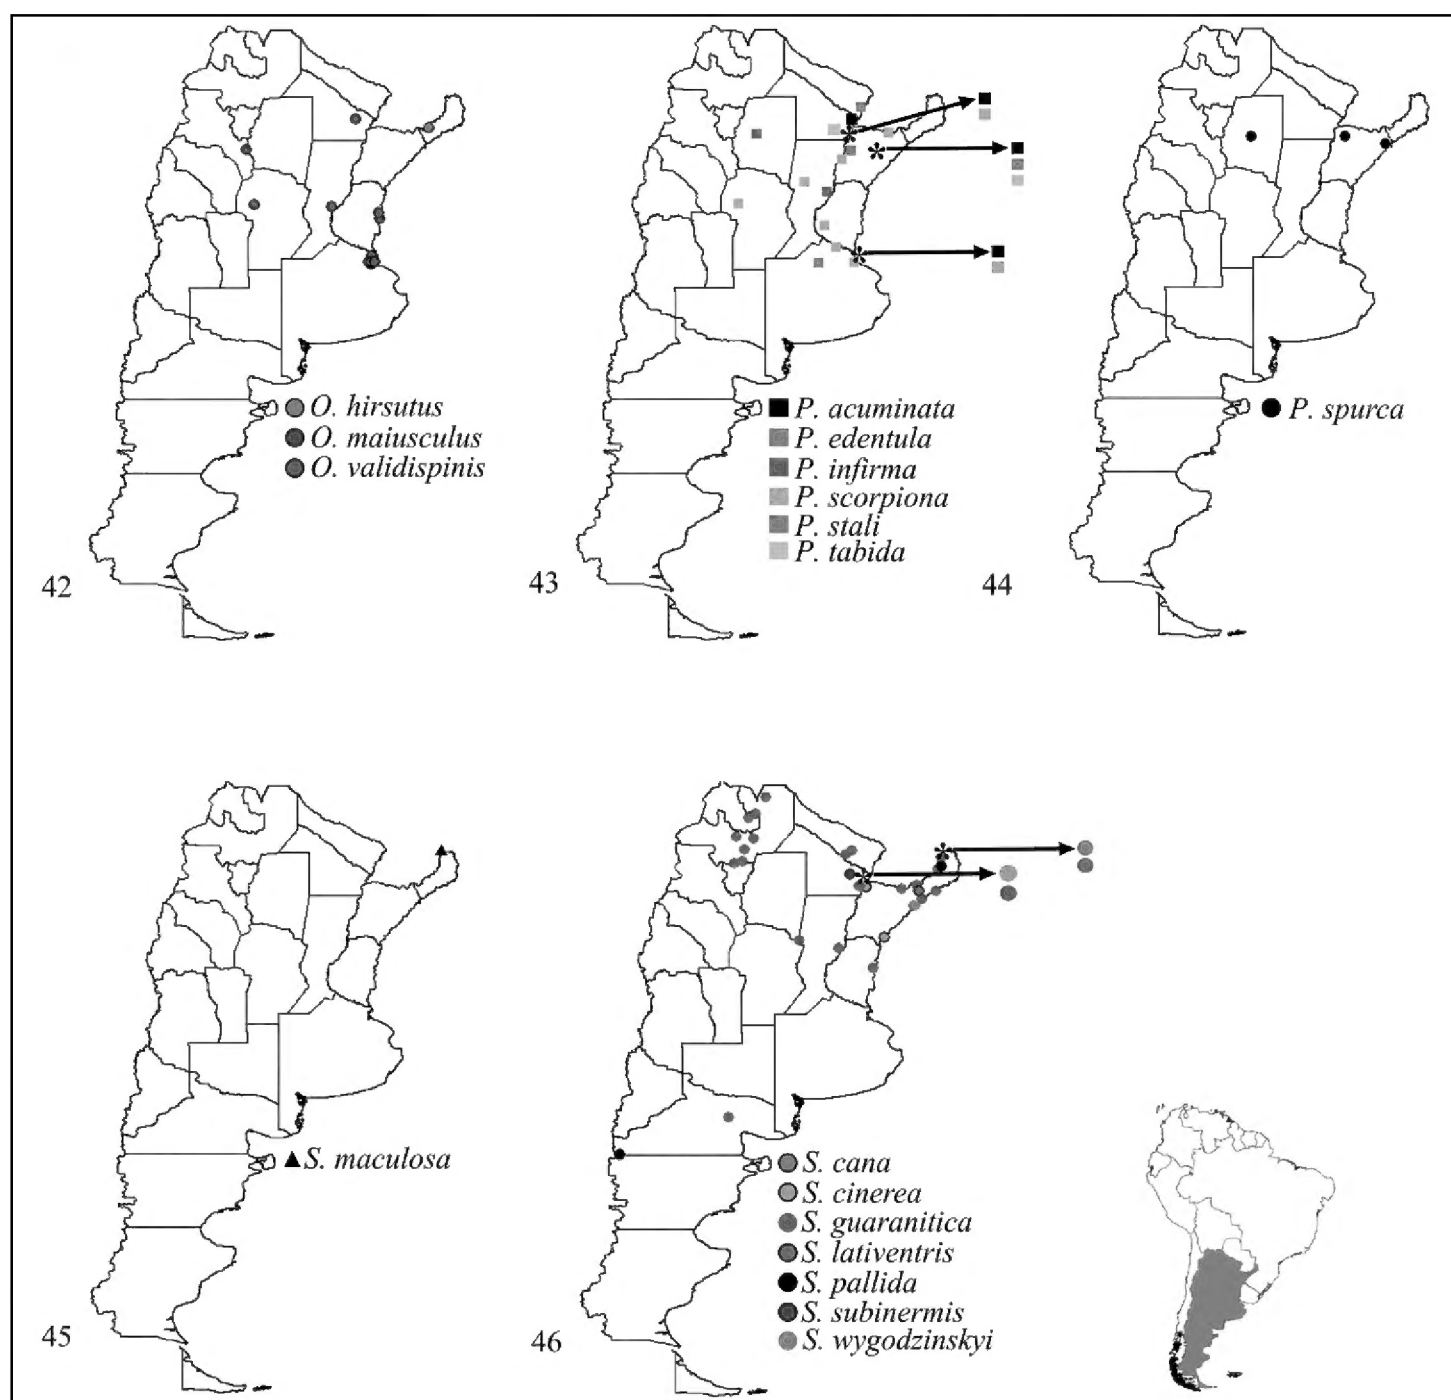 O. hirsutus
O. maiusculus
O. validispinis
42
P. acuminata
P. edentula
P. infirma
P. scorpiona
P. stali
P. tabida
43
P. spurca
44
S. maculosa
45
S. cana
S. cinerea
S. guaranitica
S. lativentris
S. pallida
S. subinermis
S. wygodzinskyi
46